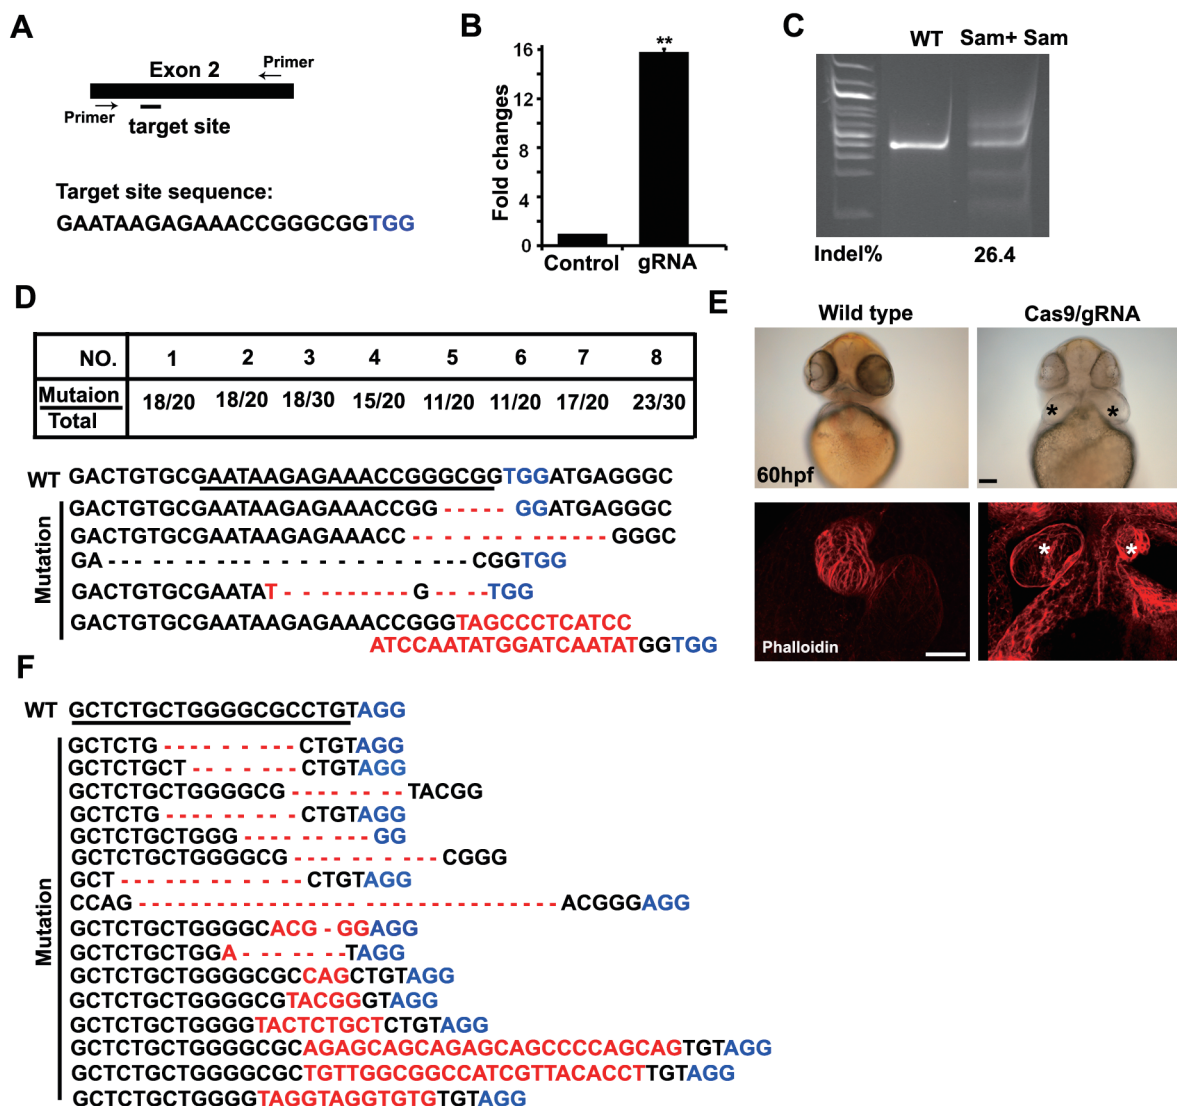 A
Exon 2
Primer
Primer
target site
Target site sequence:
GAATAAGAGAAACCGGGCGGTGG
B
Fold changes
16
12
8
4
0
**
Control
gRNA
C
WT
Sam+ Sam
Indel%
26.4
D
NO. 1 2 3 4 5 6 7 8
Mutaion
Total
18/20 18/20 18/30 15/20 11/20 11/20 17/20 23/30
WT GACTGTGCGAATAAGAGAAACCGGGCGGTGGATGAGGGC
Mutation
GACTGTGCGAATAAGAGAAACCGG ----- GGATGAGGGC
GACTGTGCGAATAAGAGAAACC ------------ GGGC
GA----------------------CGGTGG
GACTGTGCGAATAT- --------G-----TGG
GACTGTGCGAATAAGAGAAACCGGGTAGCCCTCATCC
ATCCAATATGGATCAATATGGTGG
E
Wild type
Cas9/gRNA
*
*
60hpf
*
*
Phalloidin
F
WT GCTCTGCTGGGGCGCCTGTAGG
Mutation
GCTCTG ---- - - --- CTGTAGG
GCTCTGCT -- - ---- CTGTAGG
GCTCTGCTGGGGCG ---- - --- TACGG
GCTCTG ---- - - --- CTGTAGG
GCTCTGCTGGG --- -- --- GG
GCTCTGCTGGGGCG --- -- - --- CGGG
GCT ---- - -- - --- CTGTAGG
CCAG -------------- ------------- ACGGGAGG
GCTCTGCTGGGGCACG - GGAGG
GCTCTGCTGGA- - - - - --TAGG
GCTCTGCTGGGGCGCCAGCTGTAGG
GCTCTGCTGGGGCGTACGGGTAGG
GCTCTGCTGGGGTACTCTGCTCTGTAGG
GCTCTGCTGGGGCGCAGAGCAGCAGAGCAGCCCCAGCAGTGTAGG
GCTCTGCTGGGGCGCTGTTGGCGGCCATCGTTACACCTTGTAGG
GCTCTGCTGGGGTAGGTAGGTGTGTGTAGG